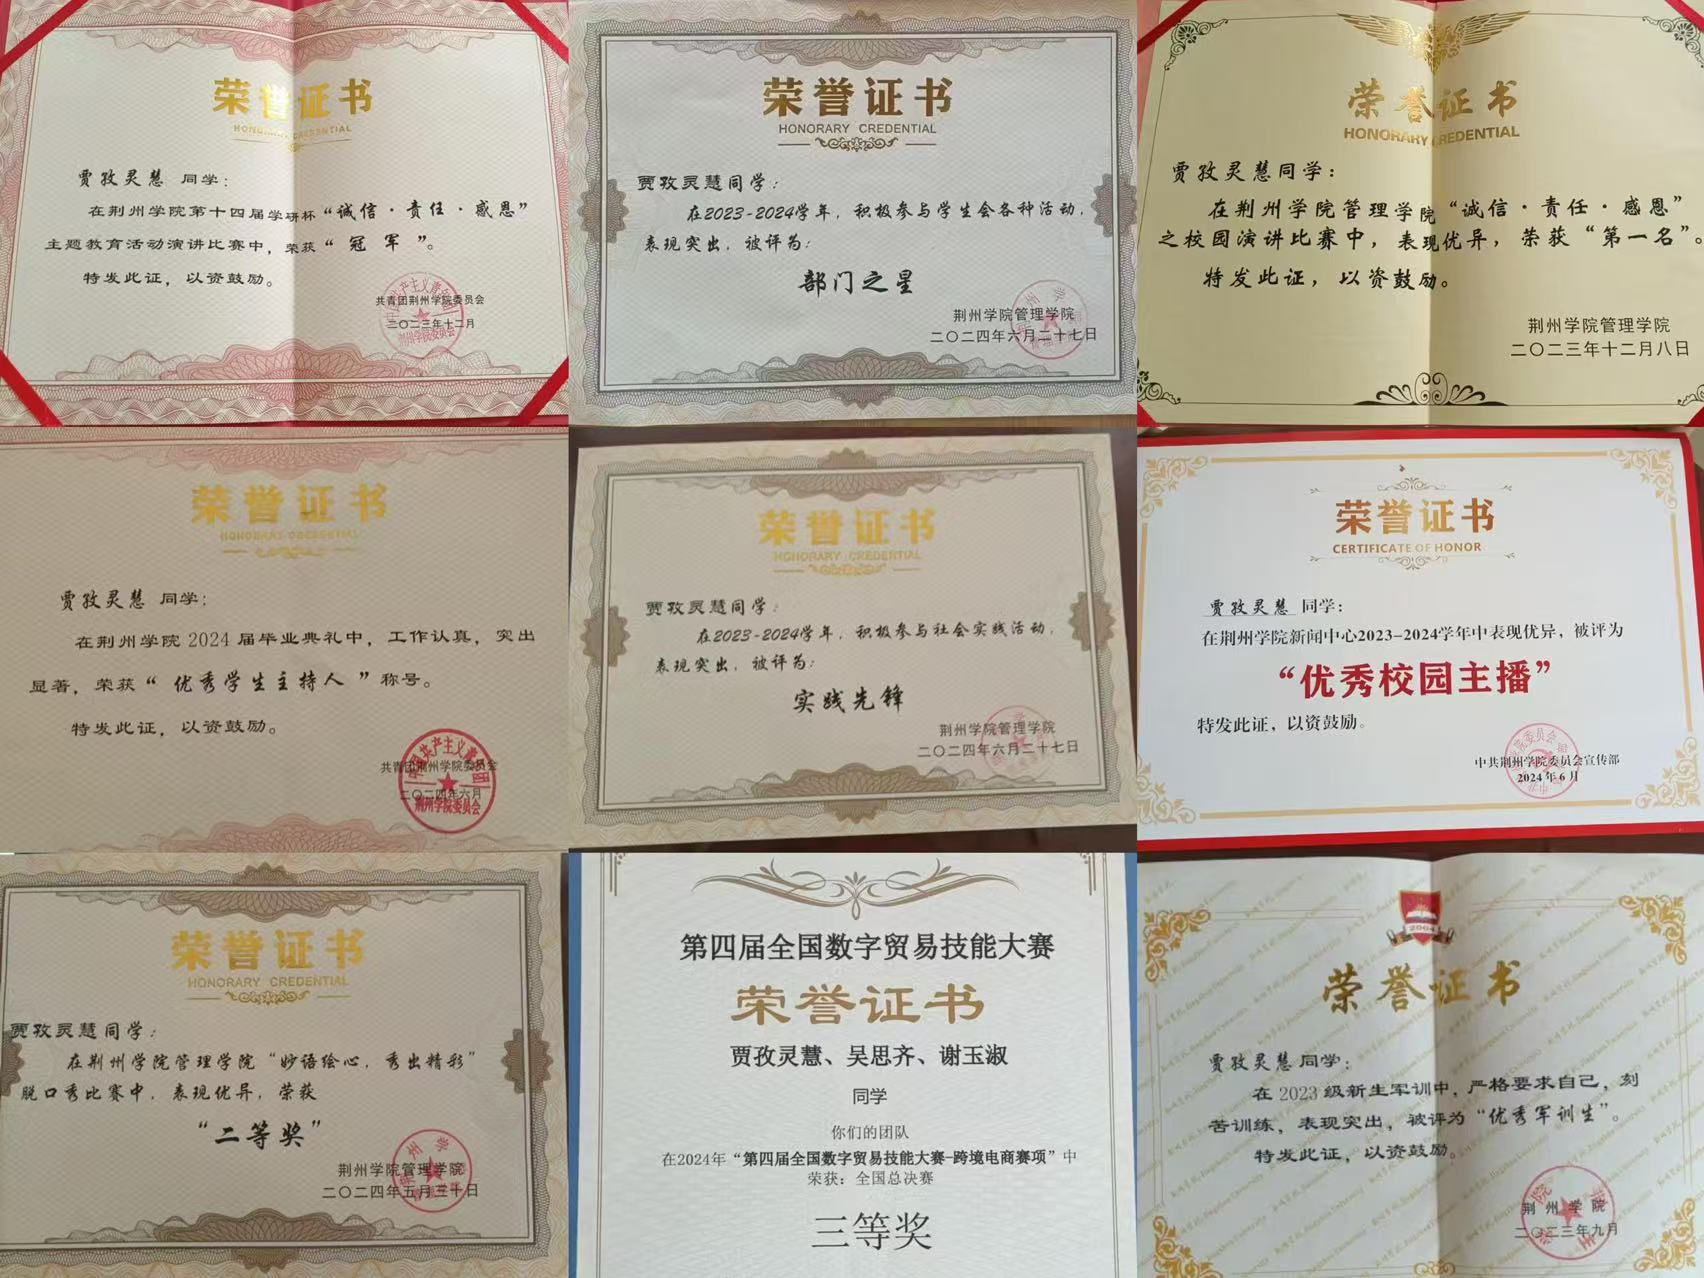 荣誉证书
HONORARY CREDENTIAL
贾孜灵慧 同学：
在荆州学院第十四届学研杯“诚信·责任·感恩”
主题教育活动演讲比赛中，荣获“冠军”。
特发此证，以资鼓励。
共青团荆州学院委员会
二〇二三年十二月
荣誉证书
HONORARY CREDENTIAL
贾孜灵慧同学：
在2023-2024学年，积极参与学生会各种活动，
表现突出，被评为：
部门之星
荆州学院管理学院
二〇二四年六月二十七日
荣誉证书
HONORARY CREDENTIAL
贾孜灵慧同学：
在荆州学院管理学院“诚信·责任·感恩”
之校园演讲比赛中，表现优异，荣获“第一名”。
特发此证，以资鼓励。
荆州学院管理学院
二〇二三年十二月八日
荣誉证书
HONORARY CREDENTIAL
贾孜灵慧 同学：
在荆州学院 2024 届毕业典礼中，工作认真，突出
显著，荣获“优秀学生主持人”称号。
特发此证，以资鼓励。
共青团荆州学院委员会
二〇二四年六月
中国共产主义青年团
荆州学院委员会
荣誉证书
HONORARY CREDENTIAL
贾孜灵慧同学：
在2023-2024学年，积极参与社会实践活动，
表现突出，被评为：
实践先锋
荆州学院管理学院
二〇二四年六月二十七日
荣誉证书
CERTIFICATE OF HONOR
贾孜灵慧 同学：
在荆州学院新闻中心2023-2024学年中表现优异，被评为
“优秀校园主播”
特发此证，以资鼓励。
中共荆州学院委员会宣传部
2024年6月
荣誉证书
HONORARY CREDENTIAL
贾孜灵慧同学：
在荆州学院管理学院“妙语绘心，秀出精彩”
脱口秀比赛中，表现优异，荣获
“二等奖”
荆州学院管理学院
二〇二四年五月三十日
第四届全国数字贸易技能大赛
荣誉证书
贾孜灵慧、吴思齐、谢玉淑
同学
你们的团队
在2024年“第四届全国数字贸易技能大赛-跨境电商赛项”中
荣获：全国总决赛
三等奖
2004
荣誉证书
贾孜灵慧同学：
在 2023 级新生军训中，严格要求自己，刻
苦训练，表现突出，被评为“优秀军训生”。
特发此证，以资鼓励。
荆州学院
二〇二三年九月